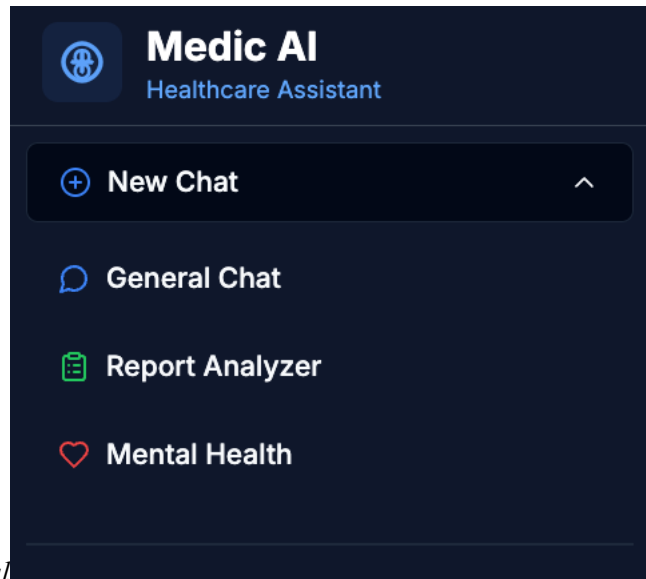 Medic AI
Healthcare Assistant
New Chat
General Chat
Report Analyzer
Mental Health